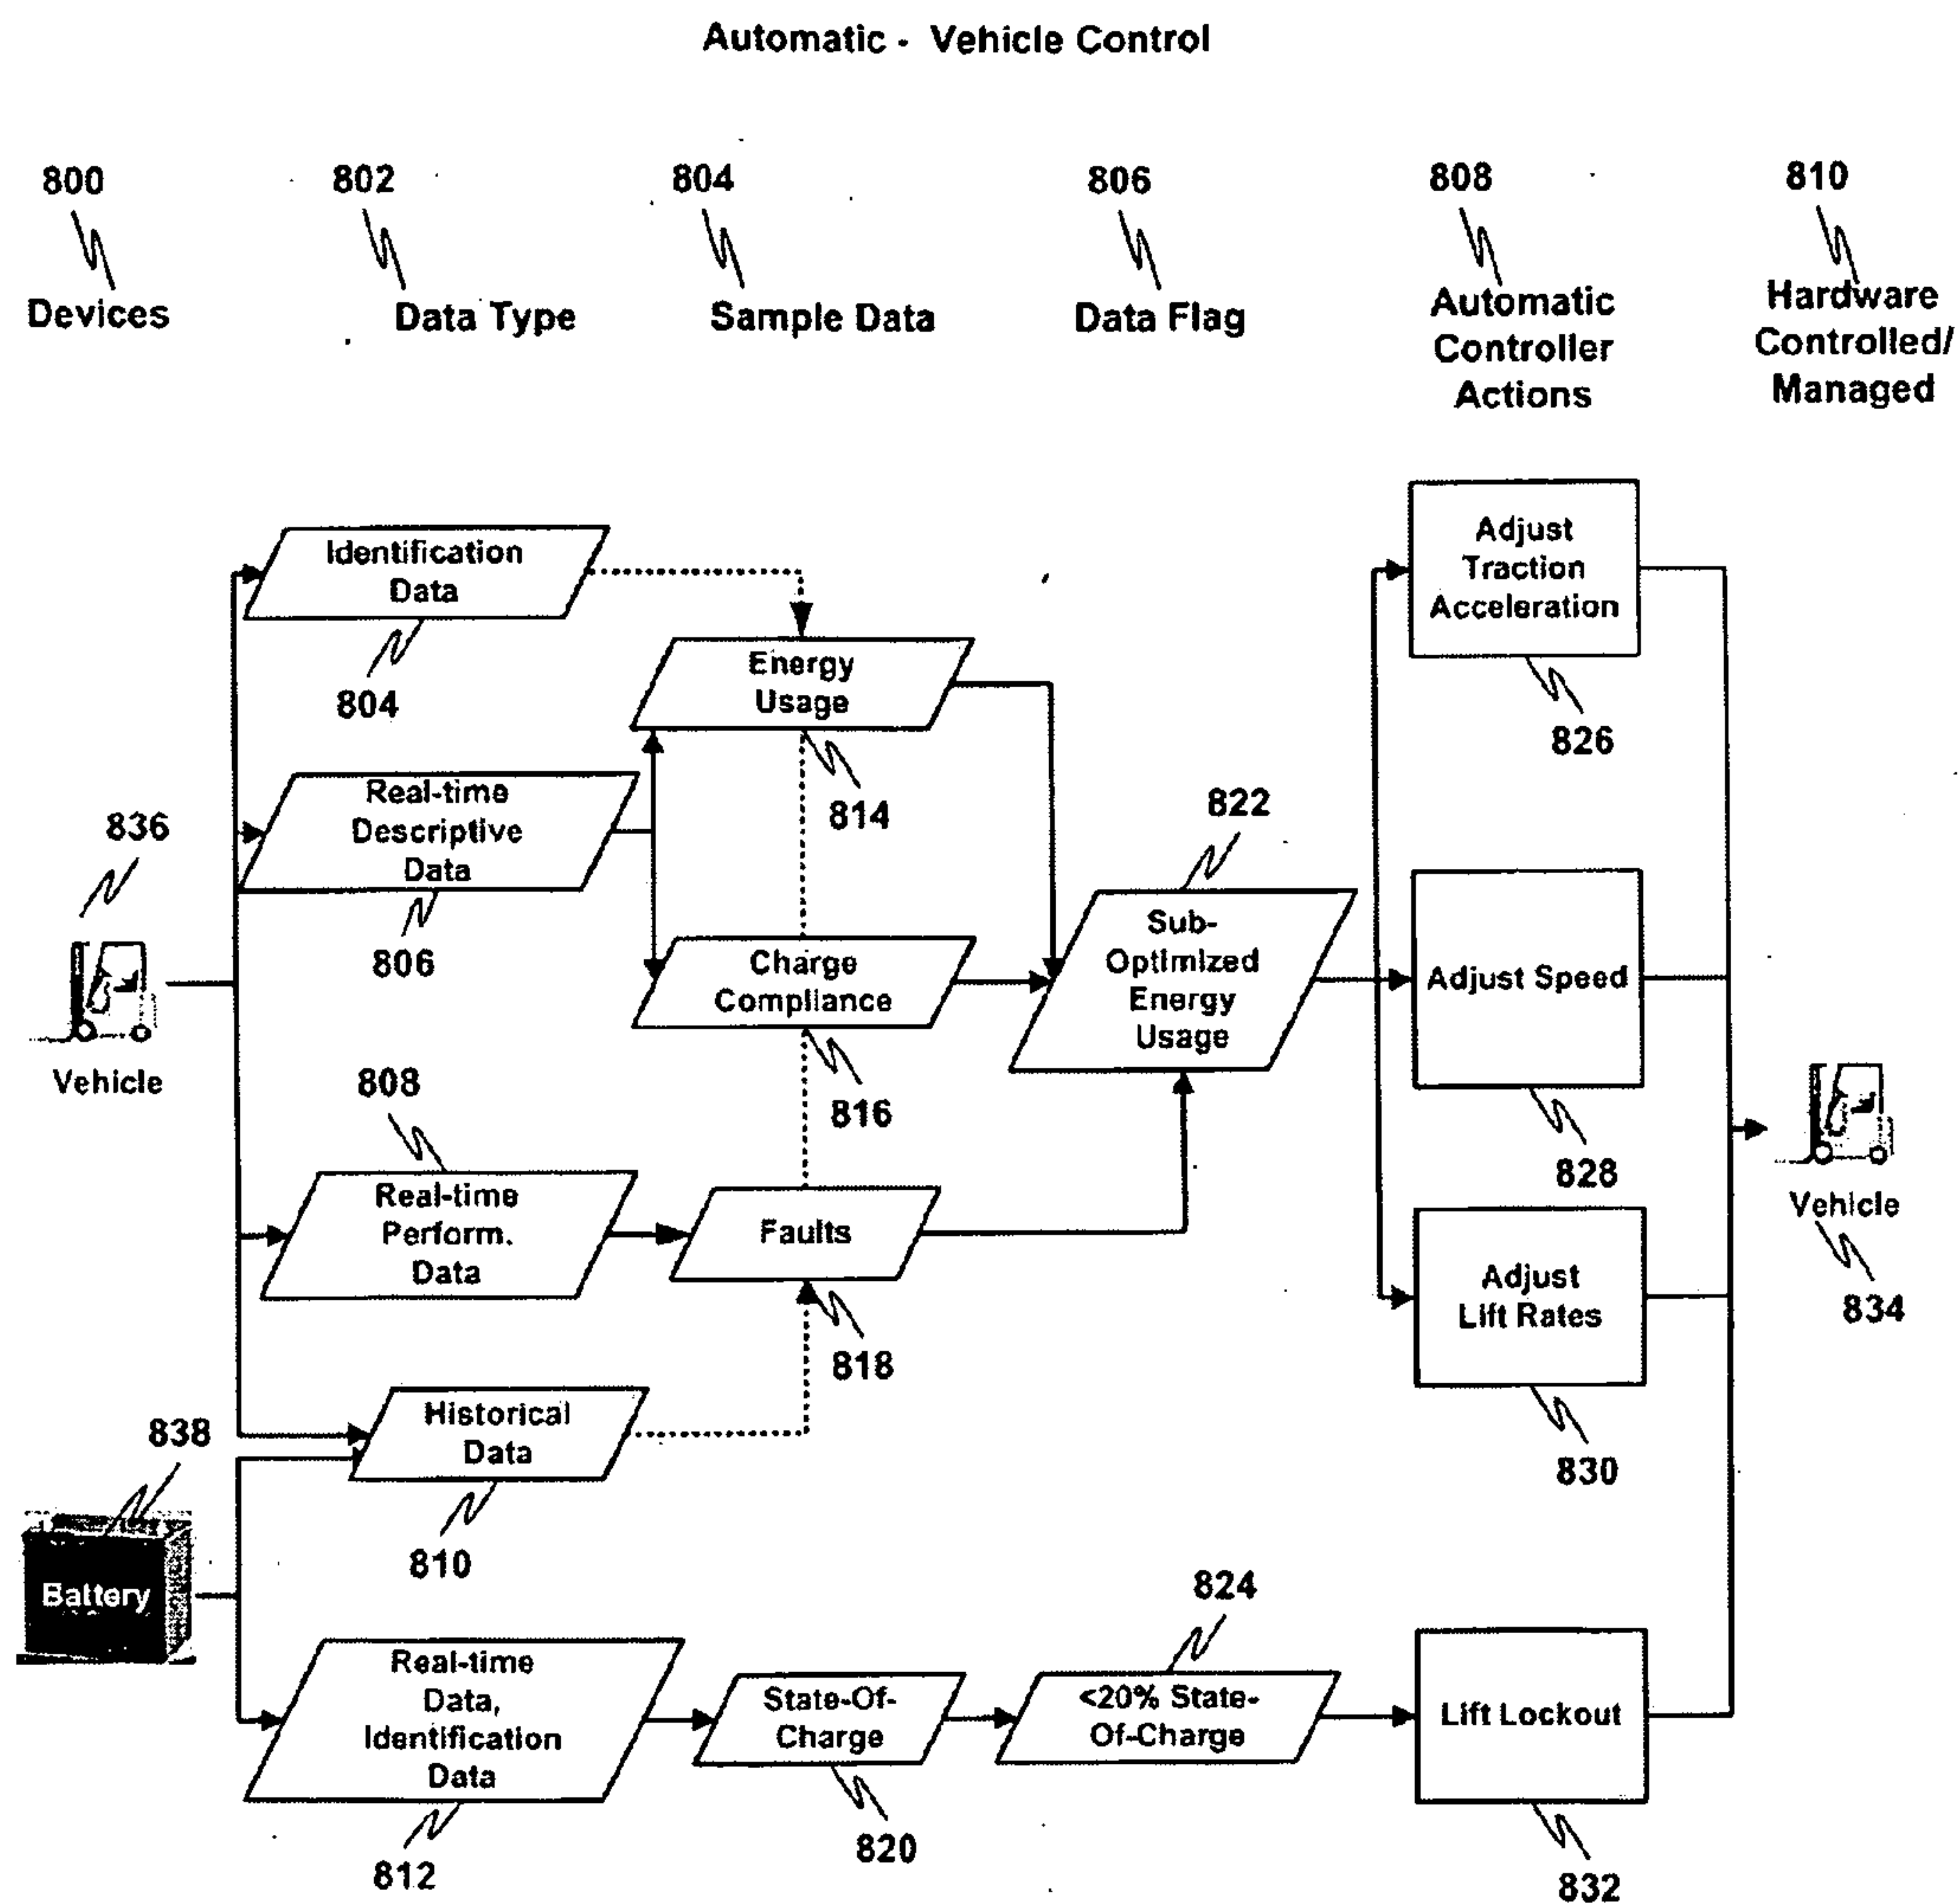 Automatic - Vehicle Control
800
802
804
806
808
810
Devices
Data Type
Sample Data
Data Flag
Automatic
Controller
Actions
Hardware
Controlled/
Managed
Identification
Data
804
Real-time
Descriptive
Data
806
836
Vehicle
808
Real-time
Perform.
Data
Historical
Data
810
838
Battery
Real-time
Data,
Identification
Data
812
Energy
Usage
814
Charge
Compliance
816
Faults
818
State-Of-
Charge
820
822
Sub-
Optimized
Energy
Usage
824
<20% State-
Of-Charge
Adjust
Traction
Acceleration
826
Adjust Speed
828
Adjust
Lift Rates
830
Lift Lockout
832
Vehicle
834